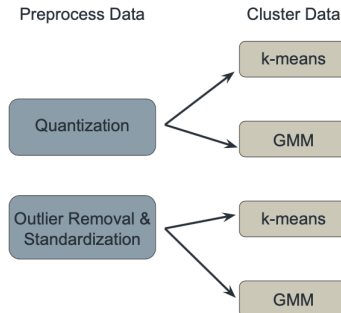 Preprocess Data
Cluster Data
k-means
Quantization
GMM
Outlier Removal &
Standardization
k-means
GMM